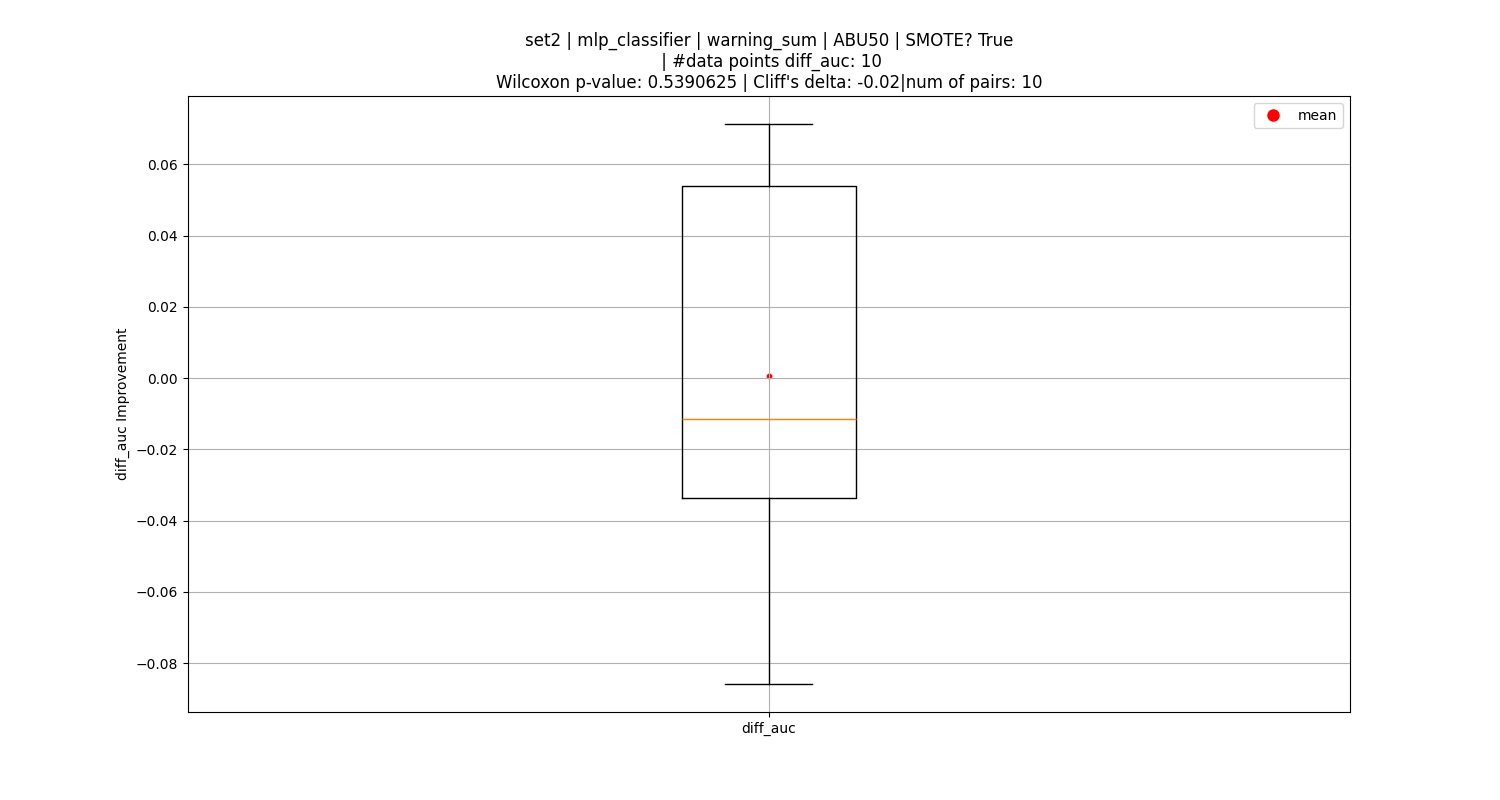 set2 | mlp_classifier | warning_sum | ABU50 | SMOTE? True
| #data points diff_auc: 10
Wilcoxon p-value: 0.5390625 | Cliff's delta: -0.02|num of pairs: 10
mean
0.06
0.04
0.02
0.00
−0.02
−0.04
−0.06
−0.08
diff_auc Improvement
diff_auc